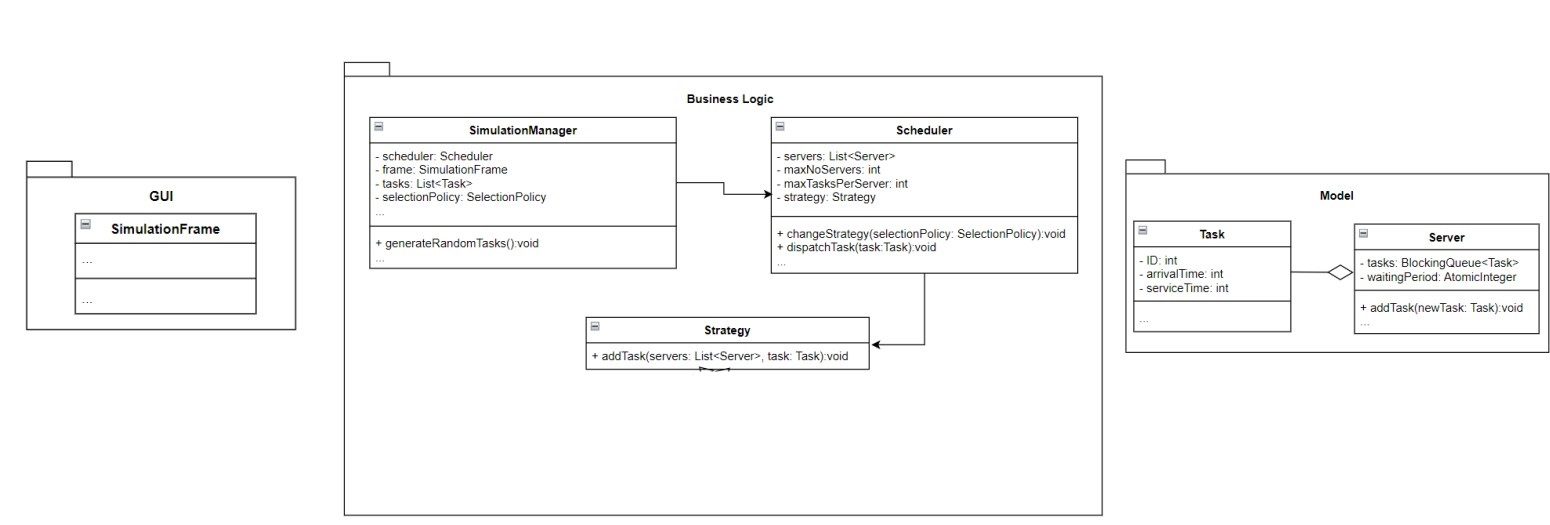 GUI
SimulationFrame
...
...
Business Logic
SimulationManager
- scheduler: Scheduler
- frame: SimulationFrame
- tasks: List<Task>
- selectionPolicy: SelectionPolicy
...
+ generateRandomTasks():void
...
Scheduler
- servers: List<Server>
- maxNoServers: int
- maxTasksPerServer: int
- strategy: Strategy
+ changeStrategy(selectionPolicy: SelectionPolicy):void
+ dispatchTask(task:Task):void
...
Strategy
+ addTask(servers: List<Server>, task: Task):void
Model
Task
- ID: int
- arrivalTime: int
- serviceTime: int
...
Server
- tasks: BlockingQueue<Task>
- waitingPeriod: AtomicInteger
+ addTask(newTask: Task):void
...